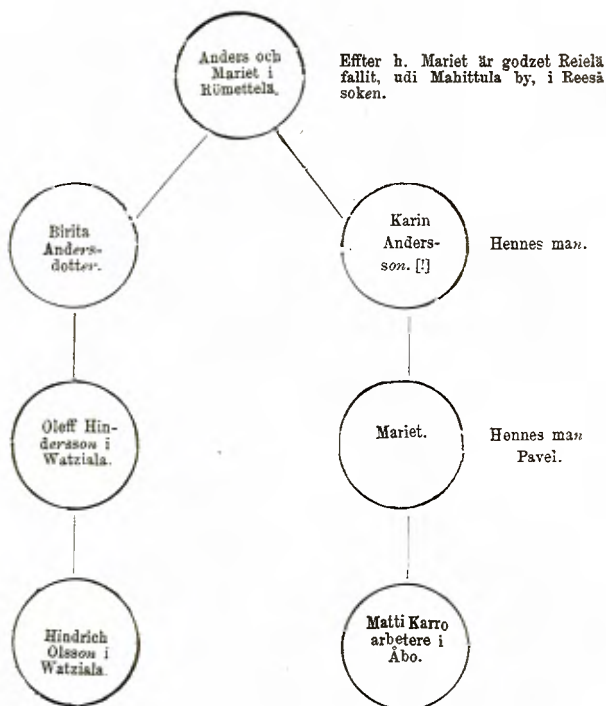 Anders och
Mariet i
Rümettelä.
Effter h. Mariet är godzet Reielä
fallit, udi Mahittula by, i Reeså
soken.
Birita
Anders-
dotter.
Karin
Anders-
son. [!]
Hennes man.
Oleff Hin-
dersson i
Watziala.
Mariet.
Hennes man
Pavel.
Hindrich
Olsson i
Watziala.
Matti Karro
arbetere i
Åbo.